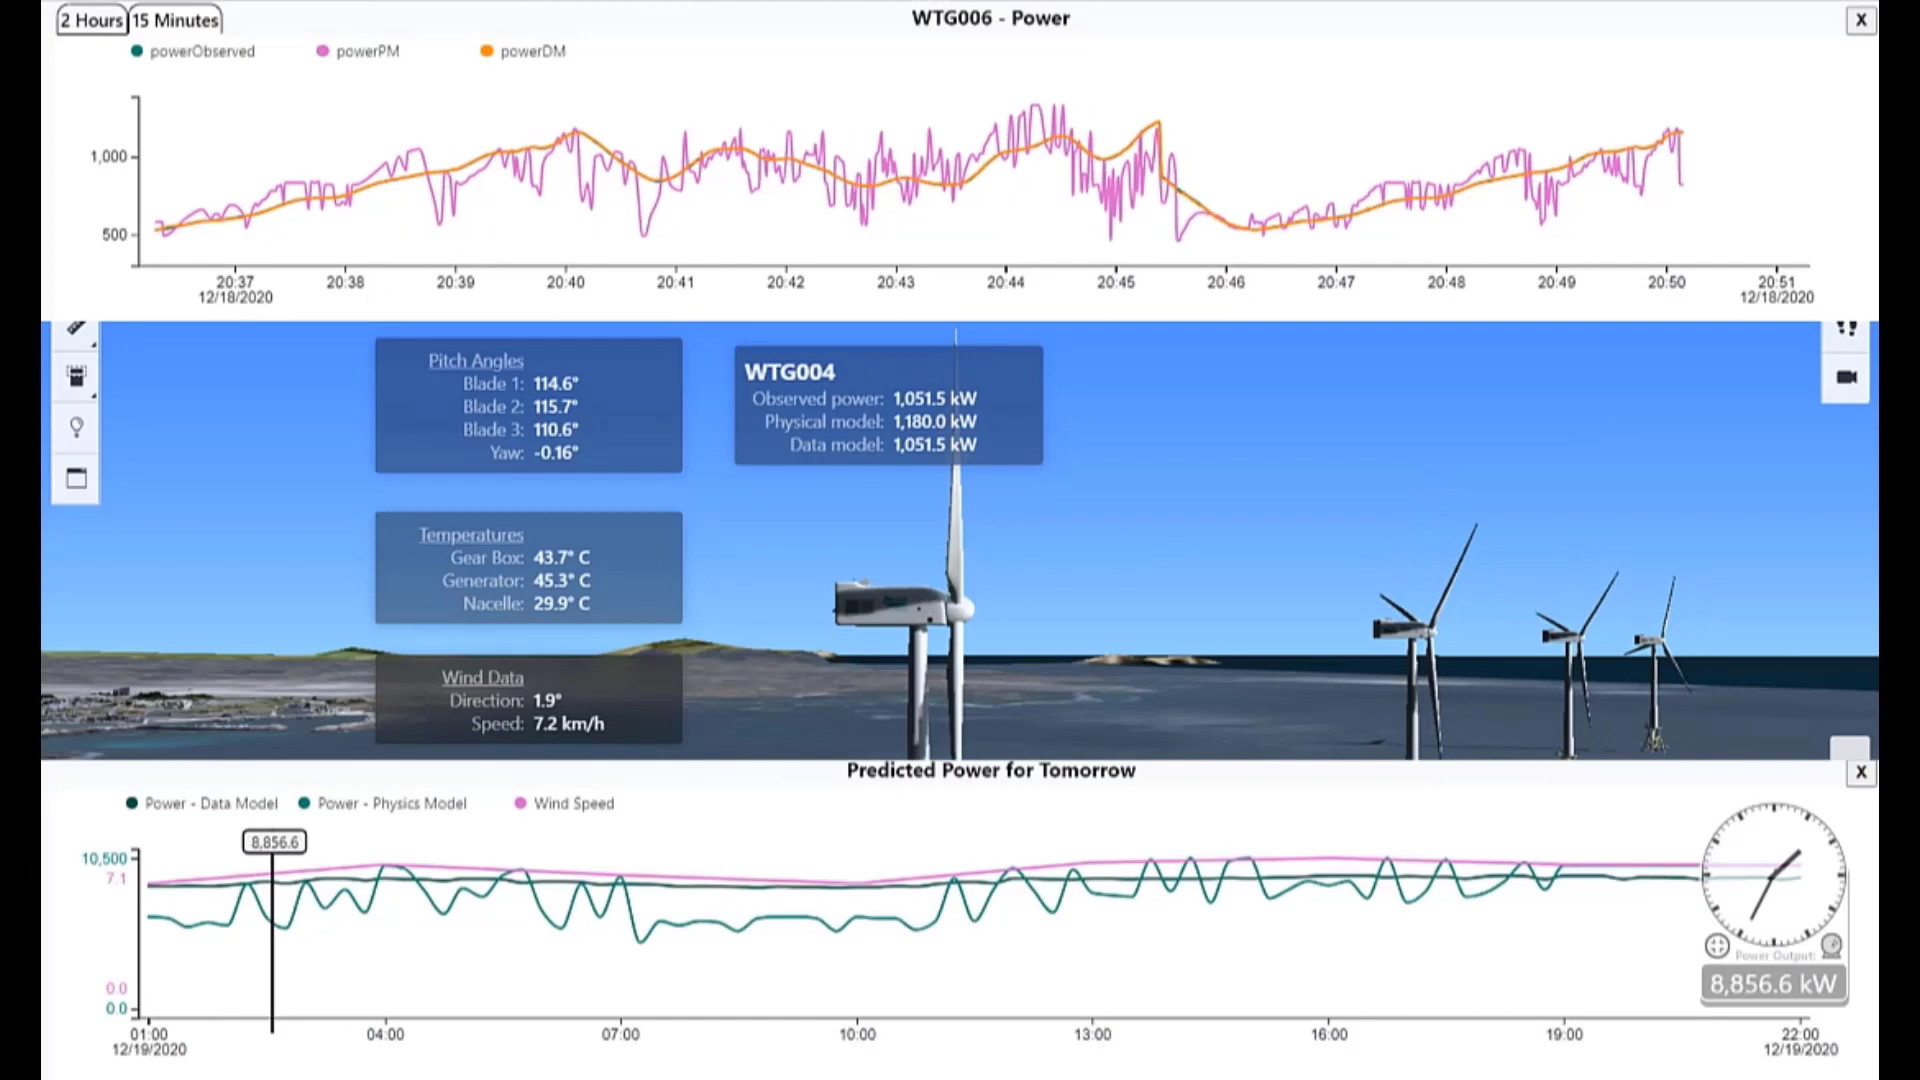 2 Hours 15 Minutes
WTG006 - Power
X
powerObserved powerPM powerDM
1,000
500
20:37 20:38 20:39 20:40 20:41 20:42 20:43 20:44 20:45 20:46 20:47 20:48 20:49 20:50 20:51
12/18/2020 12/18/2020
Pitch Angles
Blade 1: 114.6°
Blade 2: 115.7°
Blade 3: 110.6°
Yaw: -0.16°
WTG004
Observed power: 1,051.5 kW
Physical model: 1,180.0 kW
Data model: 1,051.5 kW
Temperatures
Gear Box: 43.7° C
Generator: 45.3° C
Nacelle: 29.9° C
Wind Data
Direction: 1.9°
Speed: 7.2 km/h
Predicted Power for Tomorrow
X
Power - Data Model Power - Physics Model Wind Speed
8,856.6
10,500
7.1
0.0
0.0
Power Output:
8,856.6 kW
01:00 04:00 07:00 10:00 13:00 16:00 19:00 22:00
12/19/2020 12/19/2020